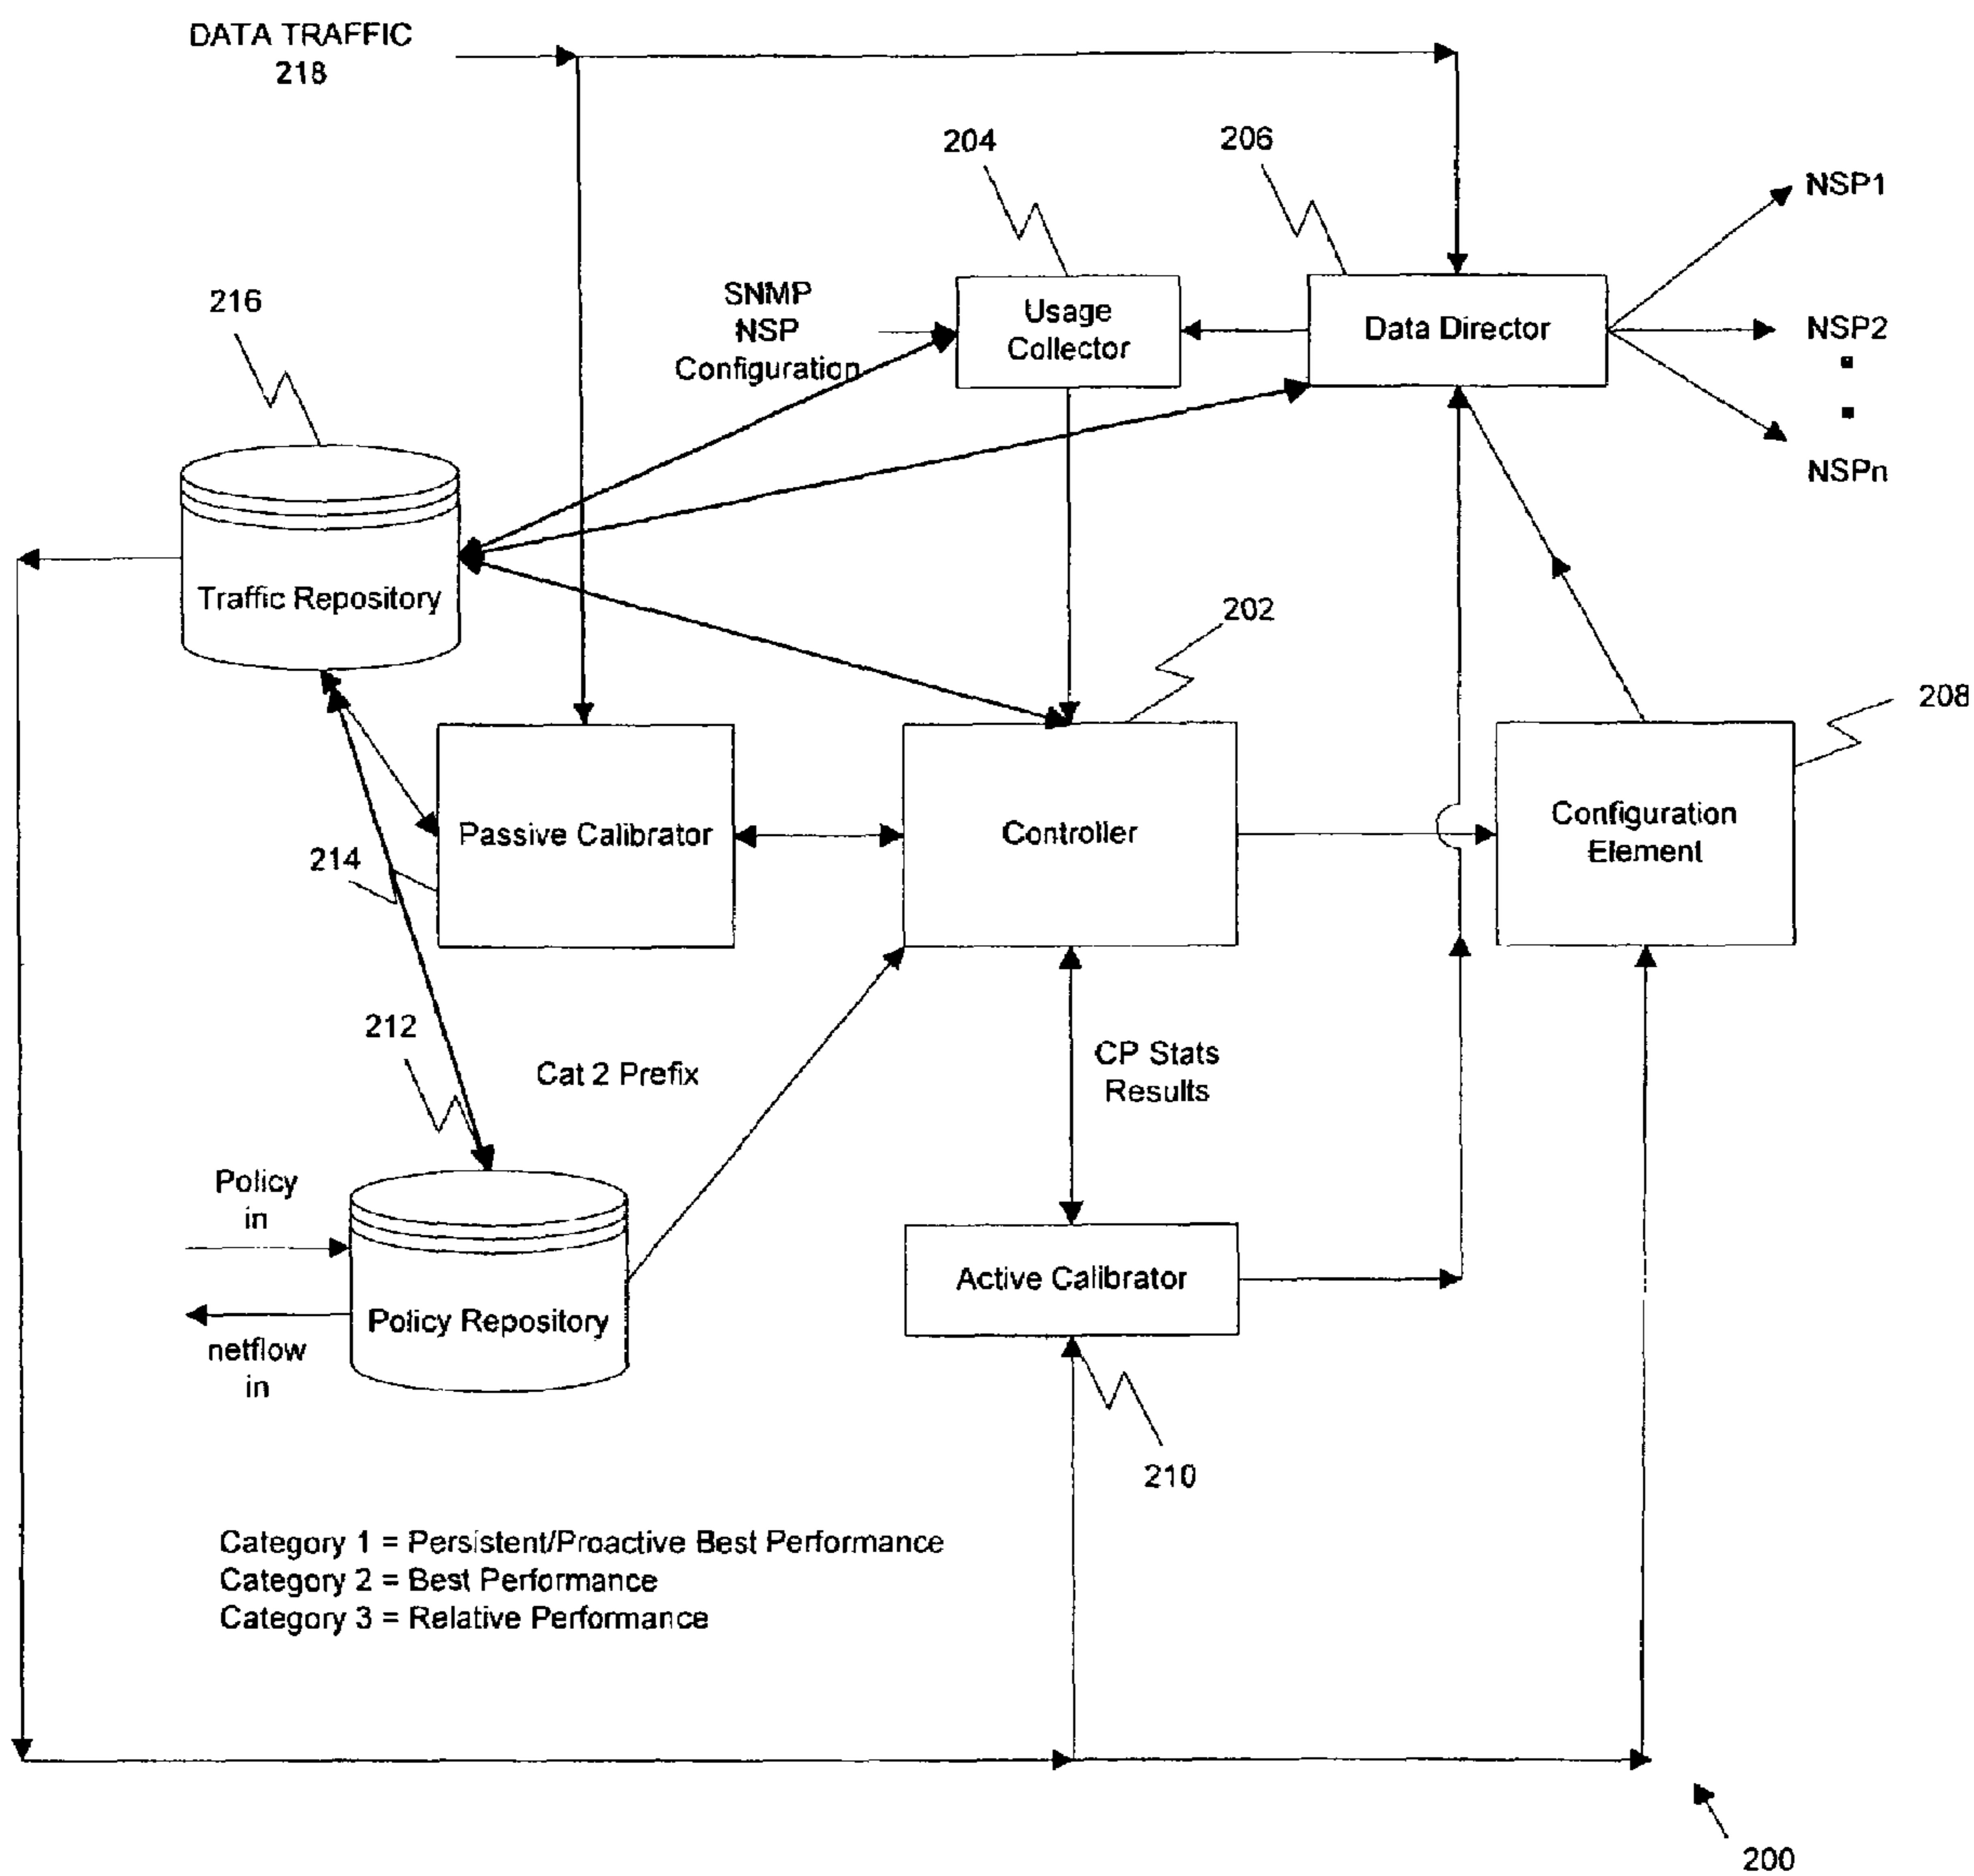 DATA TRAFFIC
218
204
206
NSP1
216
SNMP
NSP
Configuration
Usage
Collector
Data Director
NSP2
NSPn
Traffic Repository
202
208
Passive Calibrator
Controller
Configuration
Element
214
212
Cat 2 Prefix
CP Stats
Results
Policy
in
Active Calibrator
Policy Repository
netflow
in
210
Category 1 = Persistent/Proactive Best Performance
Category 2 = Best Performance
Category 3 = Relative Performance
200